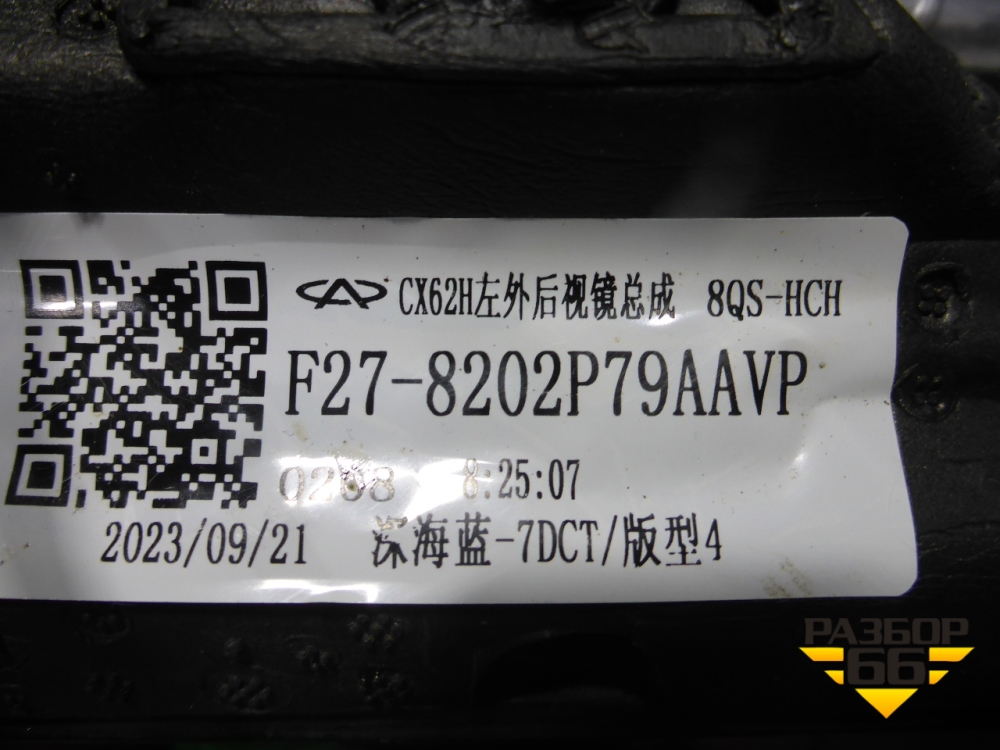 CX62H左外后视镜总成 8QS-HCH
F27-8202P79AAVP
8:25:07
2023/09/21 深海蓝-7DCT/版型4
РАЗБОР
66